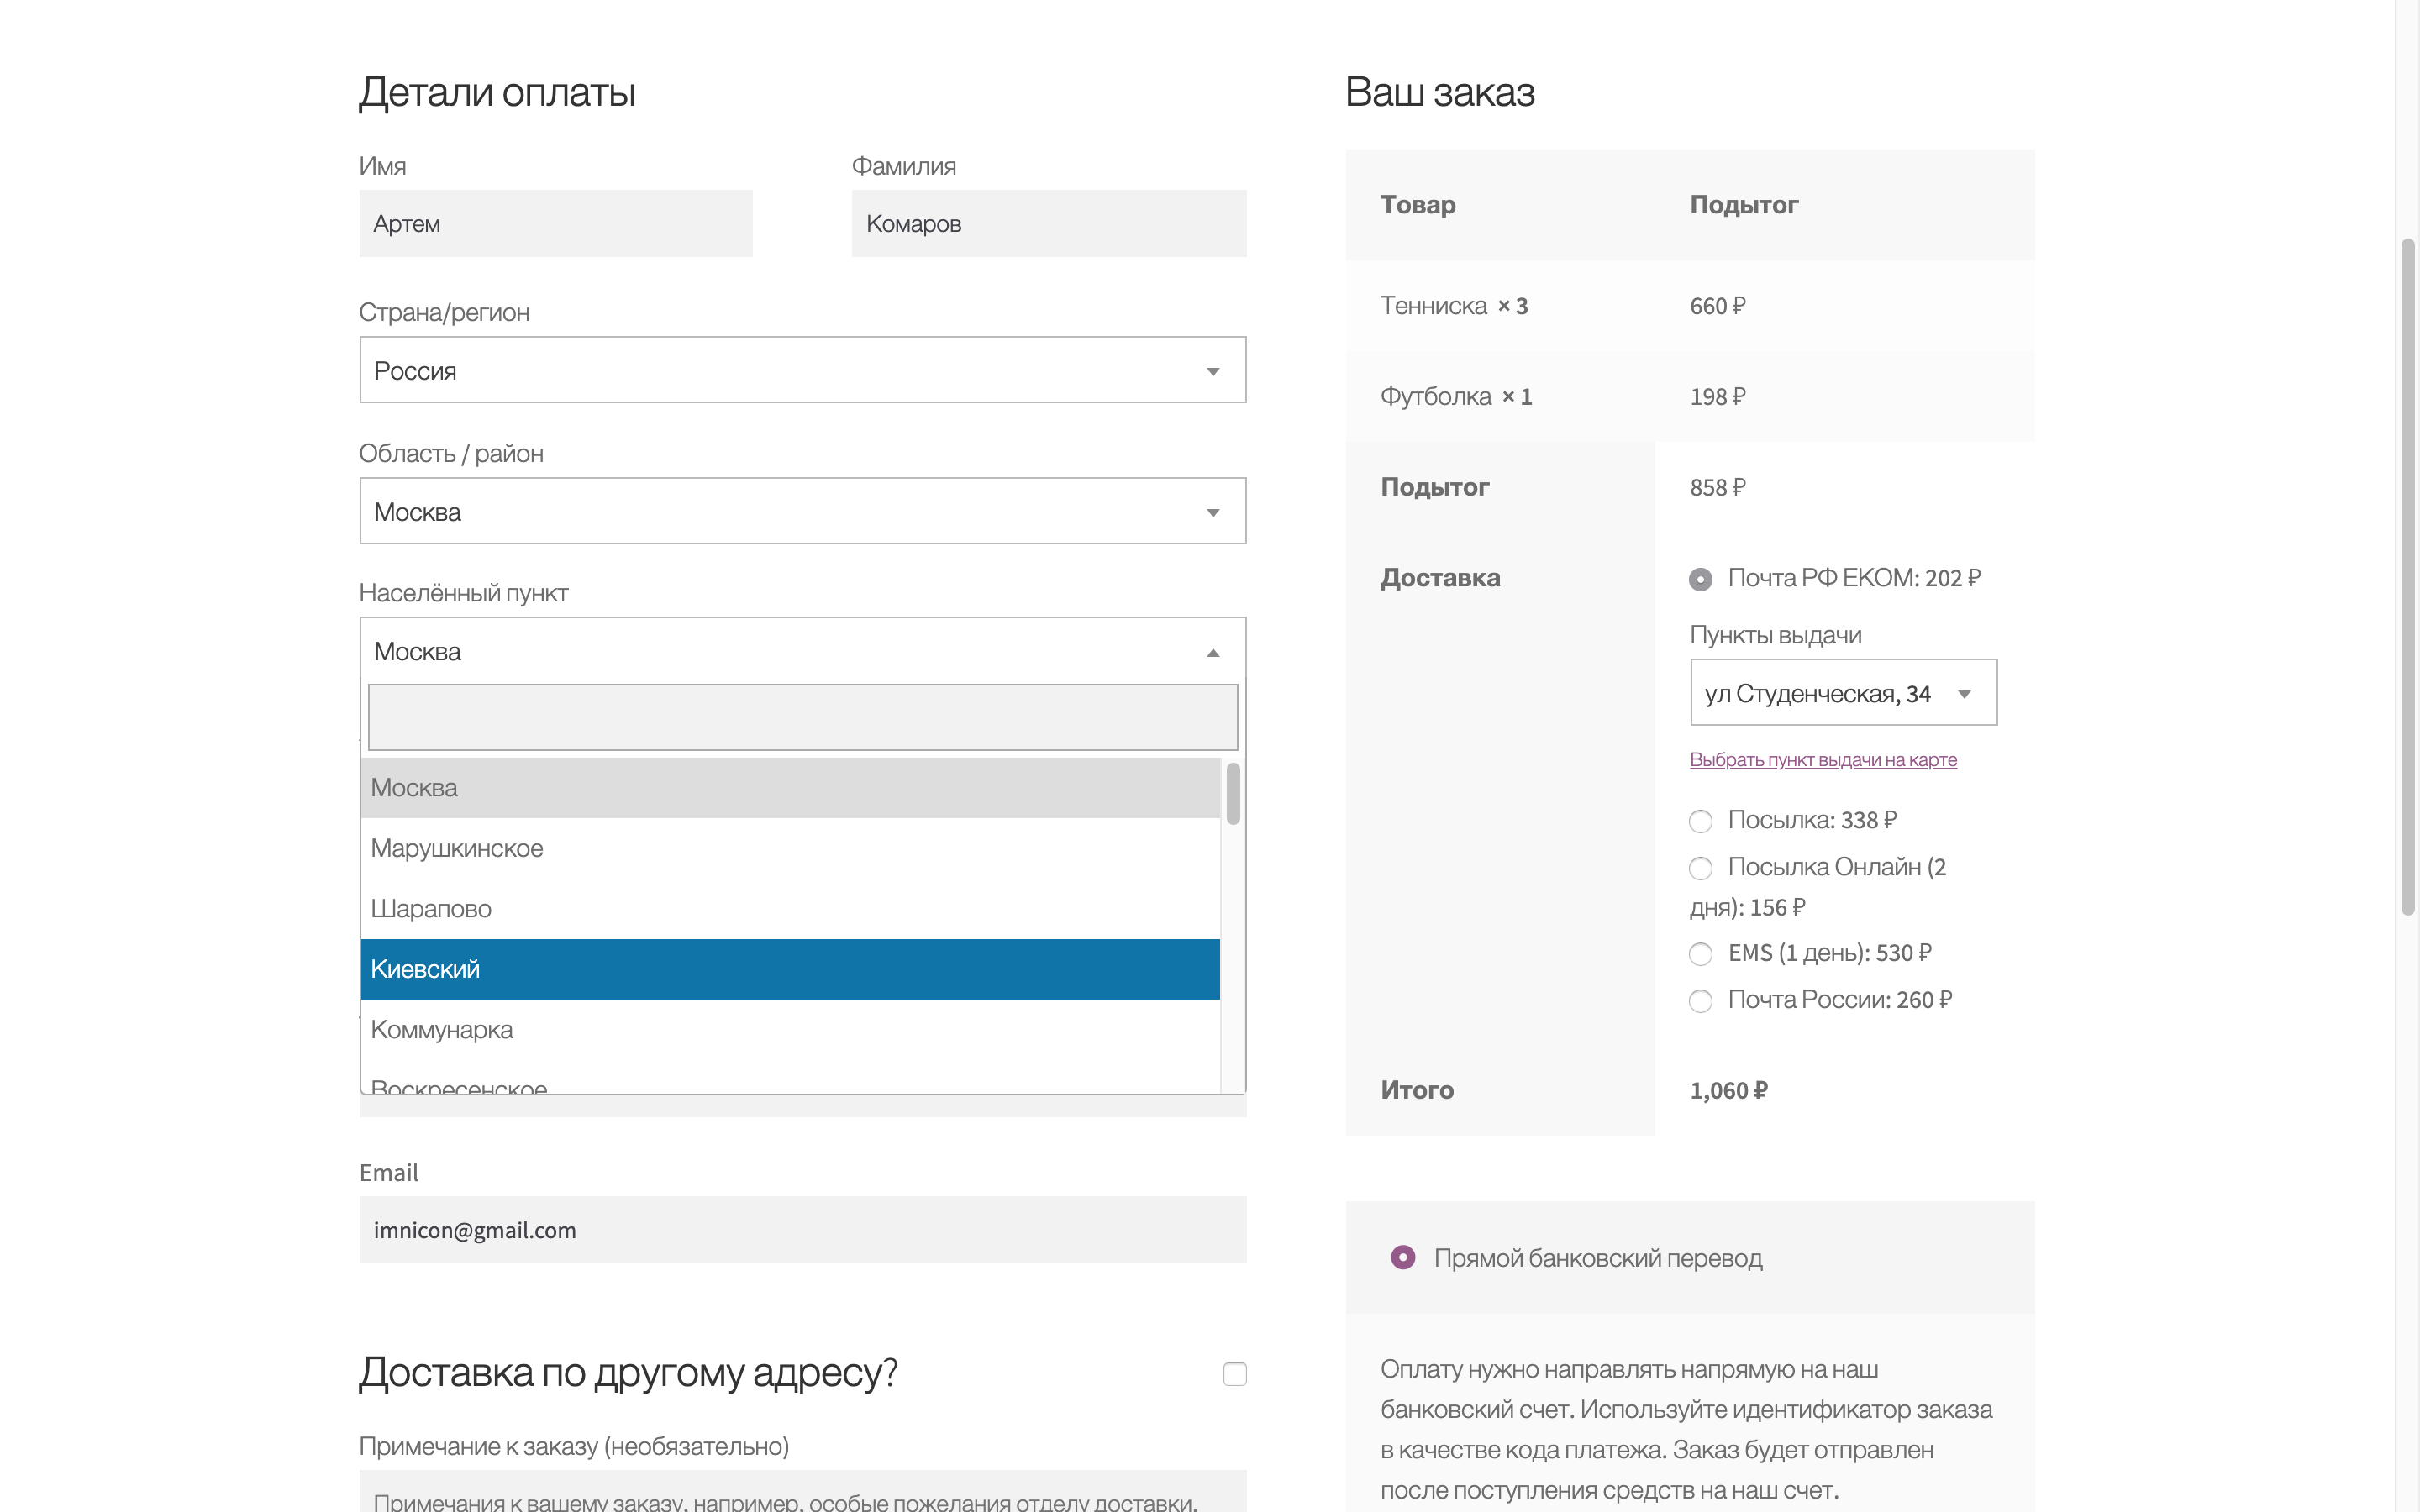 Детали оплаты
Имя
Артем
Фамилия
Комаров
Страна/регион
Россия
Область / район
Москва
Населённый пункт
Москва
Москва
Марушкинское
Шарапово
Киевский
Коммунарка
Воскресенское
Email
imnicon@gmail.com
Доставка по другому адресу?
Примечание к заказу (необязательно)
Примечания к вашему заказу, например, особые пожелания отделу доставки.
Ваш заказ
Товар Подытог
Тенниска × 3 660 ₽
Футболка × 1 198 ₽
Подытог 858 ₽
Доставка
Почта РФ ЕКОМ: 202 ₽
Пункты выдачи
ул Студенческая, 34
Выбрать пункт выдачи на карте
Посылка: 338 ₽
Посылка Онлайн (2
дня): 156 ₽
EMS (1 день): 530 ₽
Почта России: 260 ₽
Итого 1,060 ₽
Прямой банковский перевод
Оплату нужно направлять напрямую на наш
банковский счет. Используйте идентификатор заказа
в качестве кода платежа. Заказ будет отправлен
после поступления средств на наш счет.